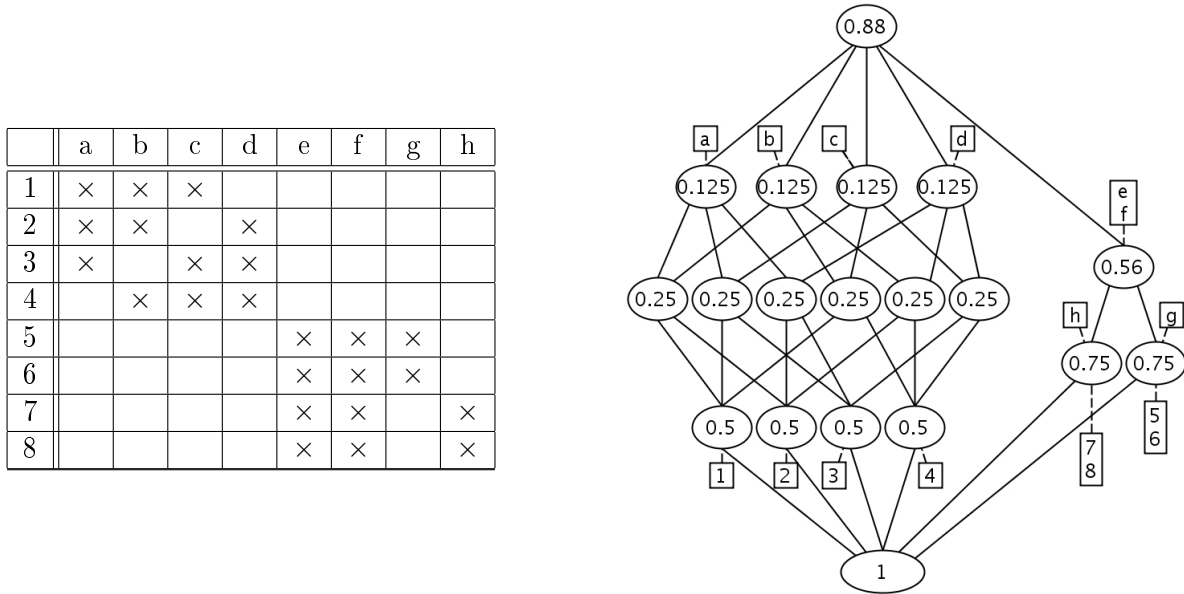 a b c d e f g h
1 × × ×
2 × × ×
3 × × ×
4 × × ×
5 × × ×
6 × × ×
7 × × ×
8 × × ×
0.88
a b c d
0.125 0.125 0.125 0.125
e
f
0.56
0.25 0.25 0.25 0.25 0.25 0.25
h g
0.75 0.75
0.5 0.5 0.5 0.5
5
6
7
8
1 2 3 4
1